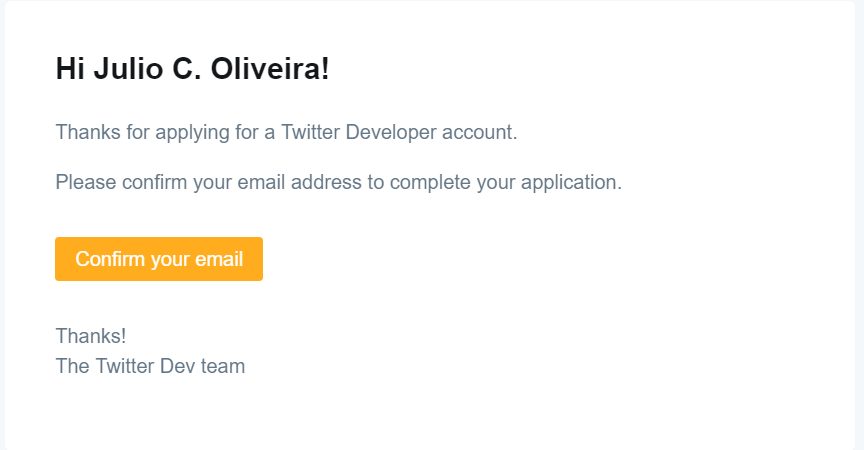 Hi Julio C. Oliveira!
Thanks for applying for a Twitter Developer account.
Please confirm your email address to complete your application.
Confirm your email
Thanks!
The Twitter Dev team